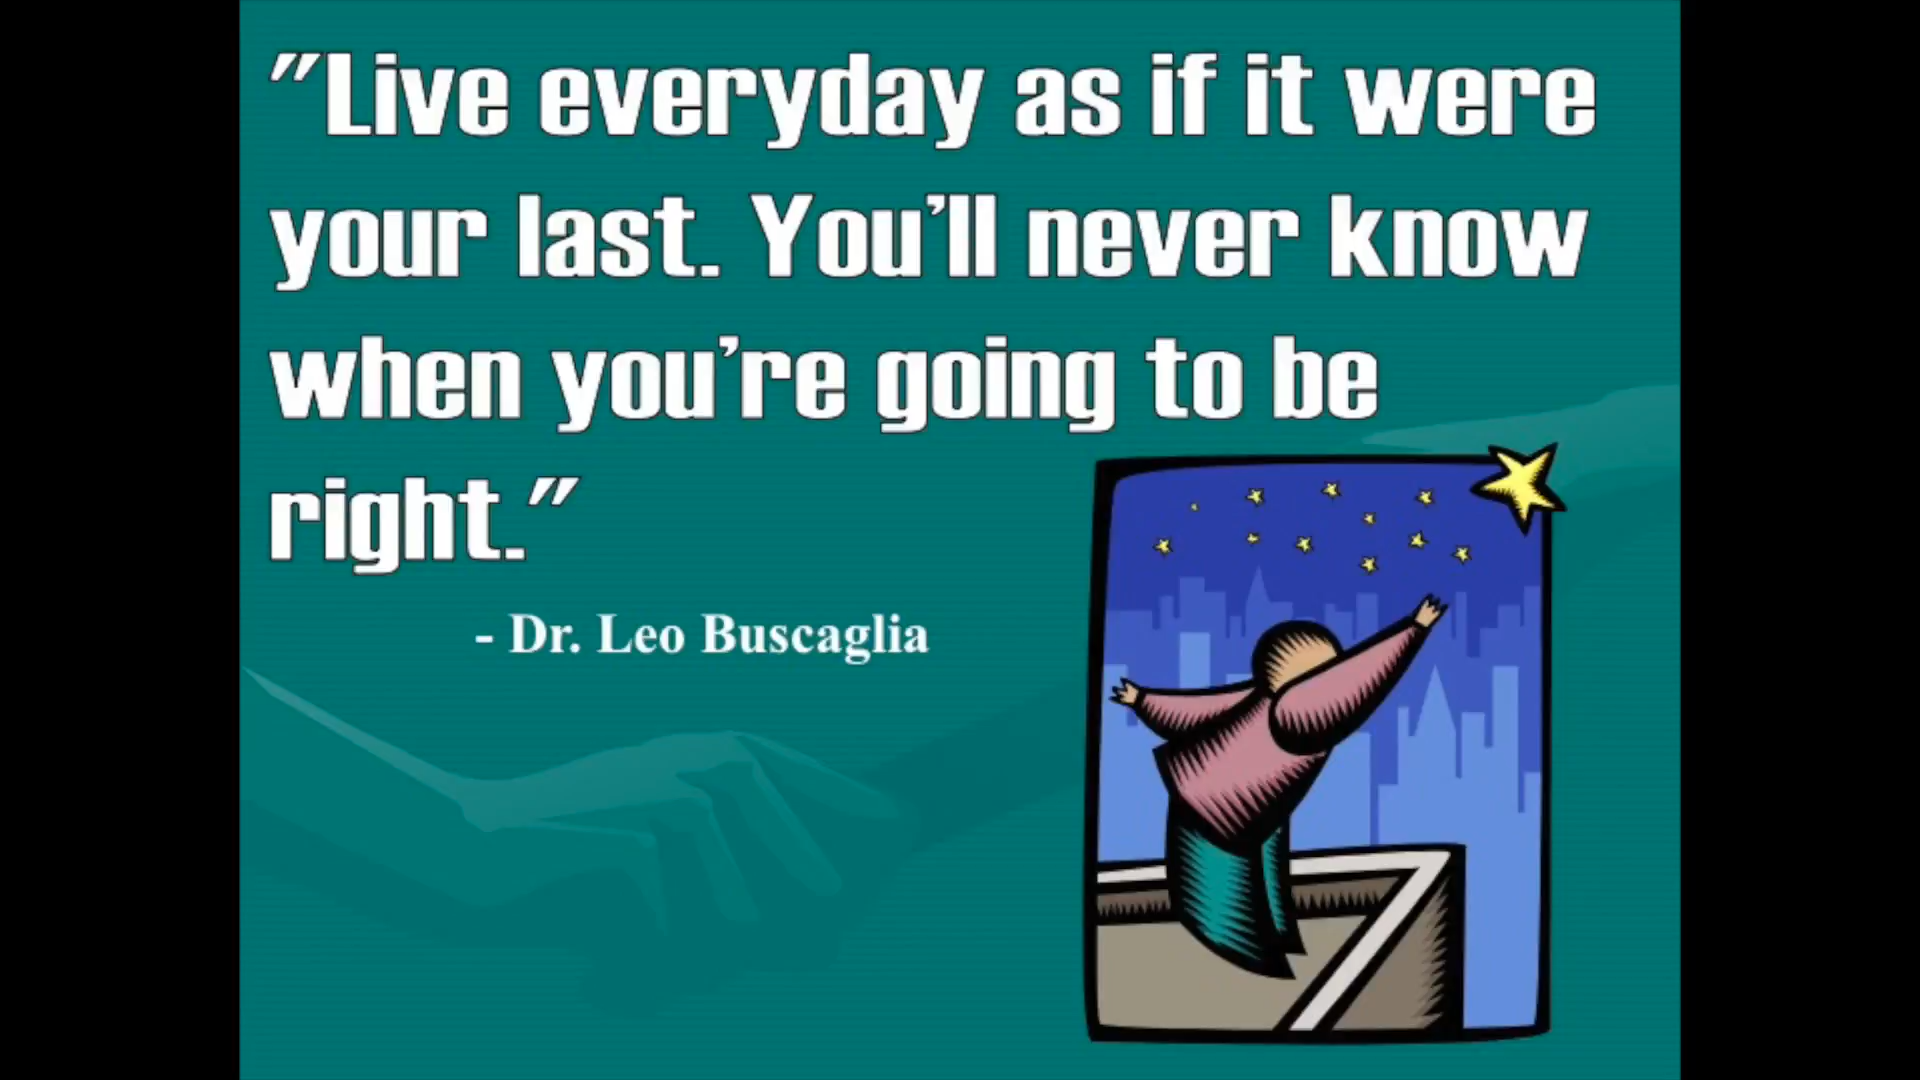 "Live everyday as if it were
your last. You'll never know
when you're going to be
right."
- Dr. Leo Buscaglia